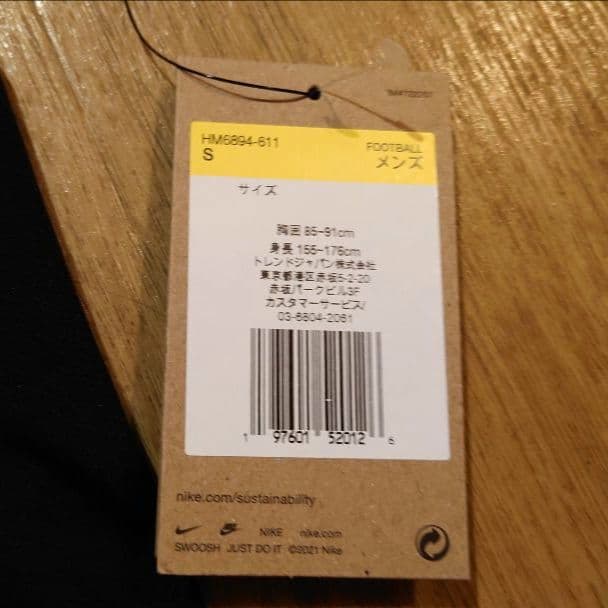 HM6894-611
S
FOOTBALL
メンズ
サイズ
胸囲 85-91cm
身長 155-176cm
トレンドジャパン株式会社
東京都港区赤坂5-2-20
赤坂パークビル3F
カスタマーサービス/
03-6804-2061
1 97601 52012 6
nike.com/sustainability
NIKE nike.com
SWOOSH JUST DO IT ©2021 Nike